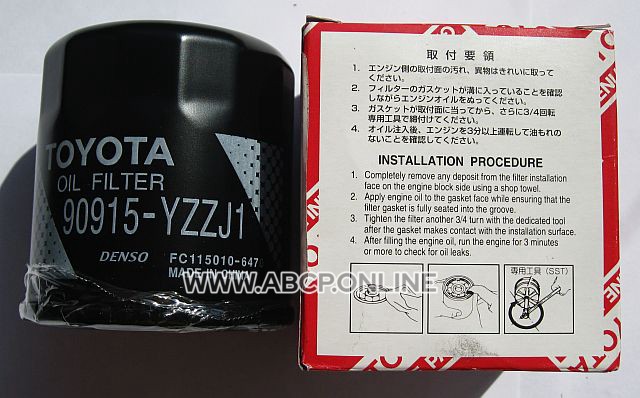 TOYOTA
OIL FILTER
90915-YZZJ1
DENSO
FC115010-647
MADE IN CHINA
取付要領
1. エンジン側の取付面の汚れ、異物はきれいに取って
ください。
2. フィルターのガスケットが溝に入っていることを確認
しながらエンジンオイルをぬってください。
3. ガスケットが取付面に当ってから、さらに3/4回転
専用工具で締付けてください。
4. オイル注入後、エンジンを3分以上運転して油もれの
ないことを確認してください。
INSTALLATION PROCEDURE
1. Completely remove any deposit from the filter installation
face on the engine block side using a shop towel.
2. Apply engine oil to the gasket face while ensuring that the
filter gasket is fully seated into the groove.
3. Tighten the filter another 3/4 turn with the dedicated tool
after the gasket makes contact with the installation surface.
4. After filling the engine oil, run the engine for 3 minutes
or more to check for oil leaks.
専用工具(SST)
WWW.ABCP.ONLINE